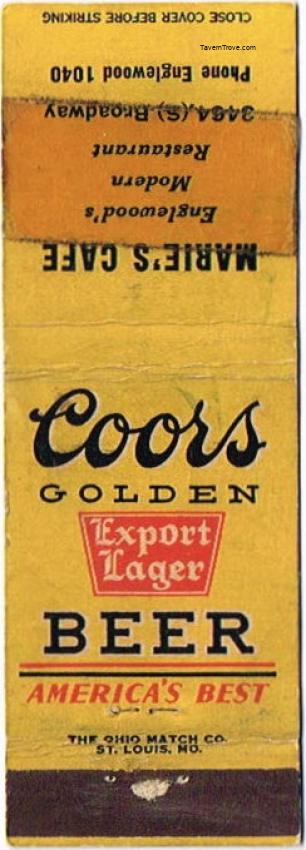 CLOSE COVER BEFORE STRIKING
TavernTrove.com
Phone Englewood 1040
3464 (S) Broadway
Restaurant
Modern
Englewood's
MARIE'S CAFE
Coors
GOLDEN
Export
Lager
BEER
AMERICA'S BEST
THE OHIO MATCH CO.
ST. LOUIS, MO.